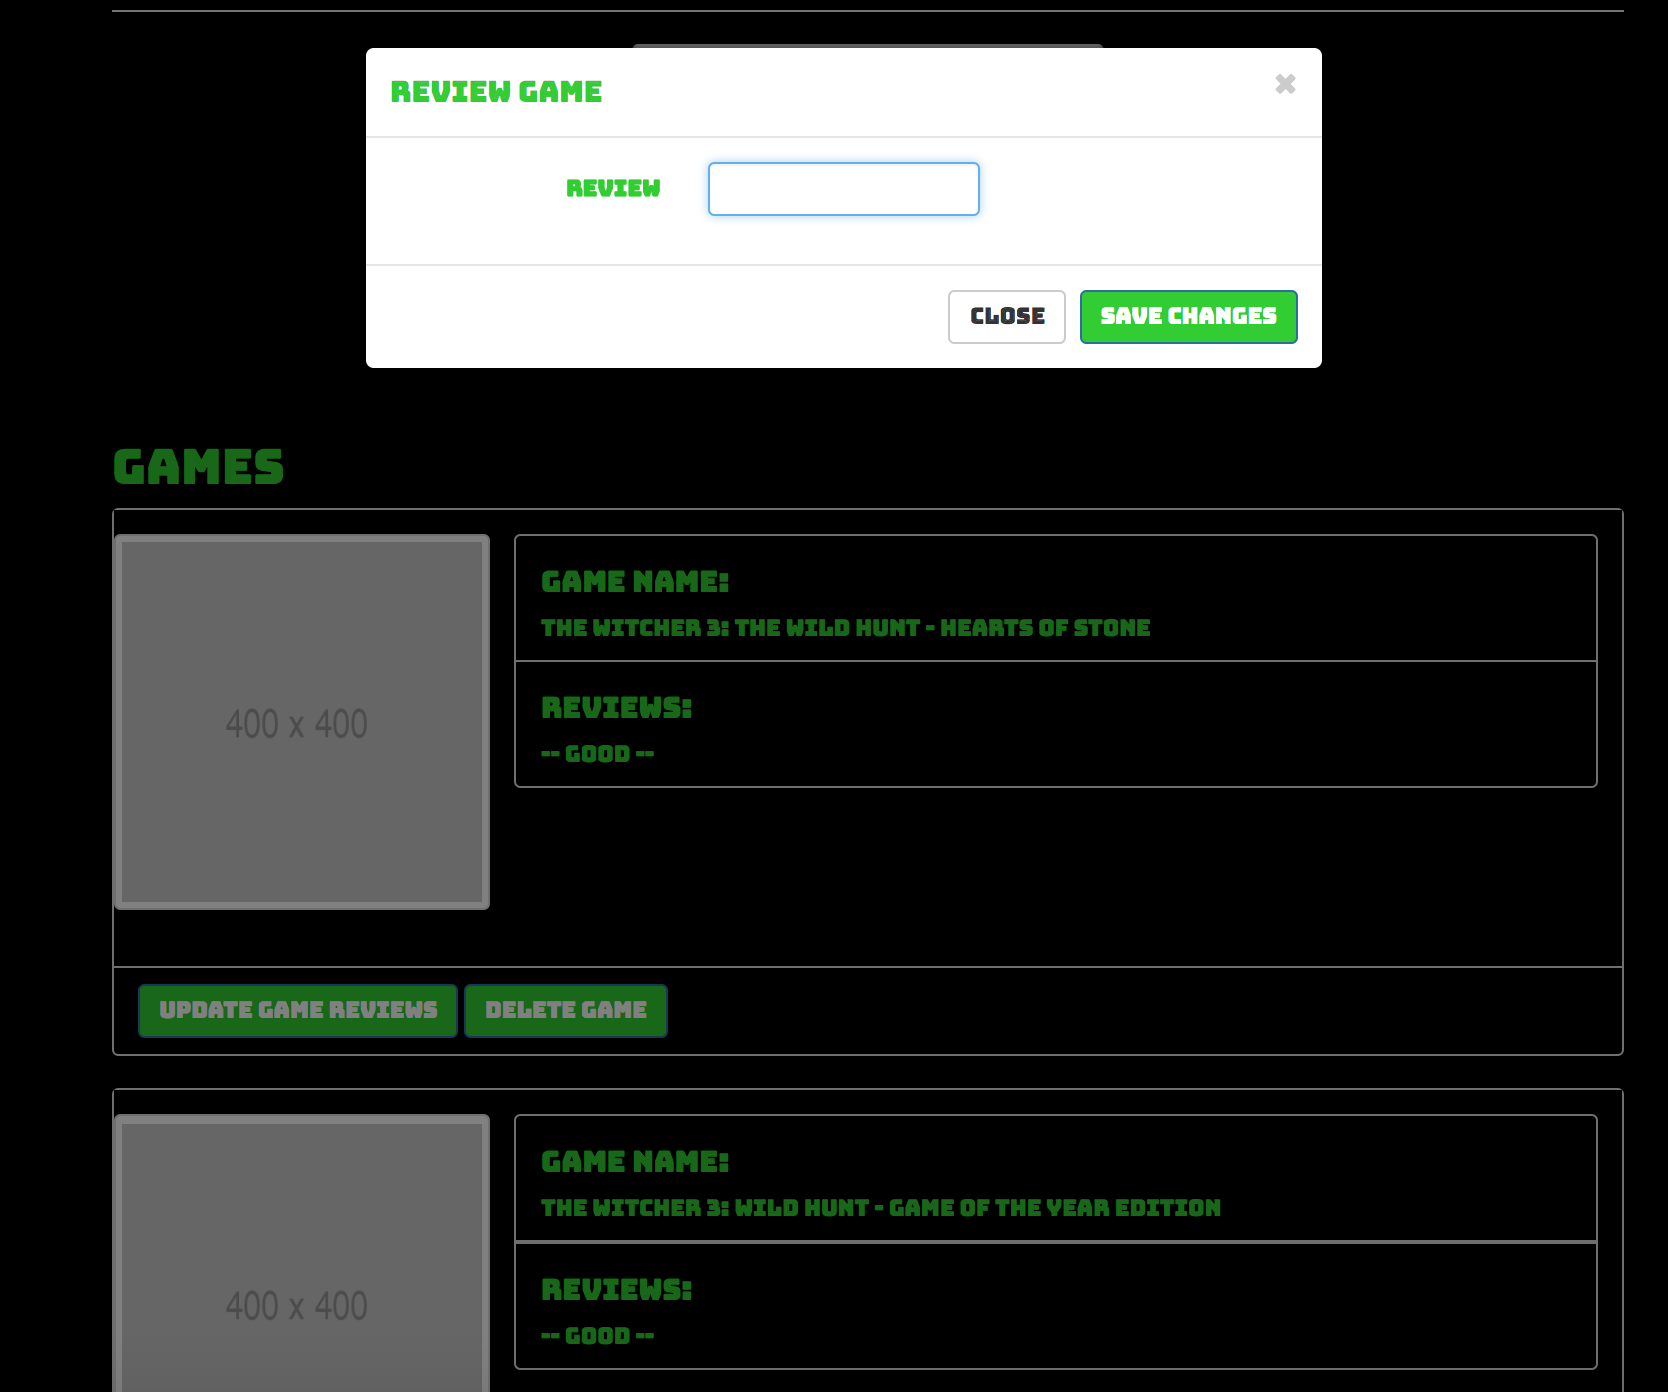 REVIEW GAME
✖
REVIEW
CLOSE
SAVE CHANGES
GAMES
400 x 400
GAME NAME:
THE WITCHER 3: THE WILD HUNT - HEARTS OF STONE
REVIEWS:
-- GOOD --
UPDATE GAME REVIEWS
DELETE GAME
400 x 400
GAME NAME:
THE WITCHER 3: WILD HUNT - GAME OF THE YEAR EDITION
REVIEWS:
-- GOOD --